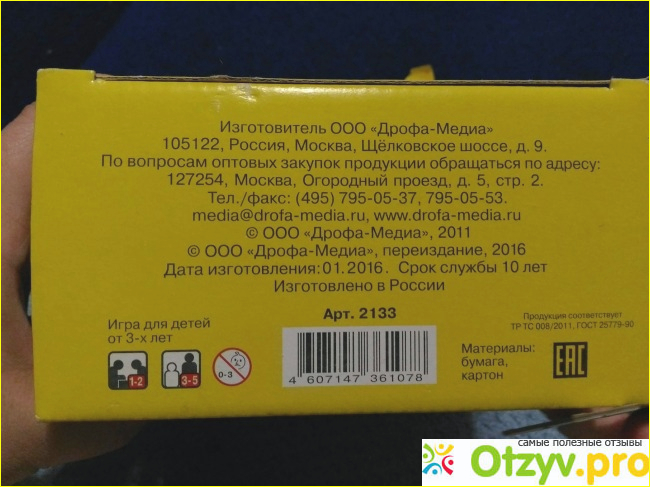 Изготовитель ООО «Дрофа-Медиа»
105122, Россия, Москва, Щёлковское шоссе, д. 9.
По вопросам оптовых закупок продукции обращаться по адресу:
127254, Москва, Огородный проезд, д. 5, стр. 2.
Тел./факс: (495) 795-05-37, 795-05-53.
media@drofa-media.ru, www.drofa-media.ru
© ООО «Дрофа-Медиа», 2011
© ООО «Дрофа-Медиа», переиздание, 2016
Дата изготовления: 01.2016. Срок службы 10 лет
Изготовлено в России
Арт. 2133
Игра для детей
от 3-х лет
1-2
3-5
0-3
4 607147 361078
Продукция соответствует
ТР ТС 008/2011, ГОСТ 25779-90
Материалы:
бумага,
картон
EAC
самые полезные отзывы
Otzyv.pro